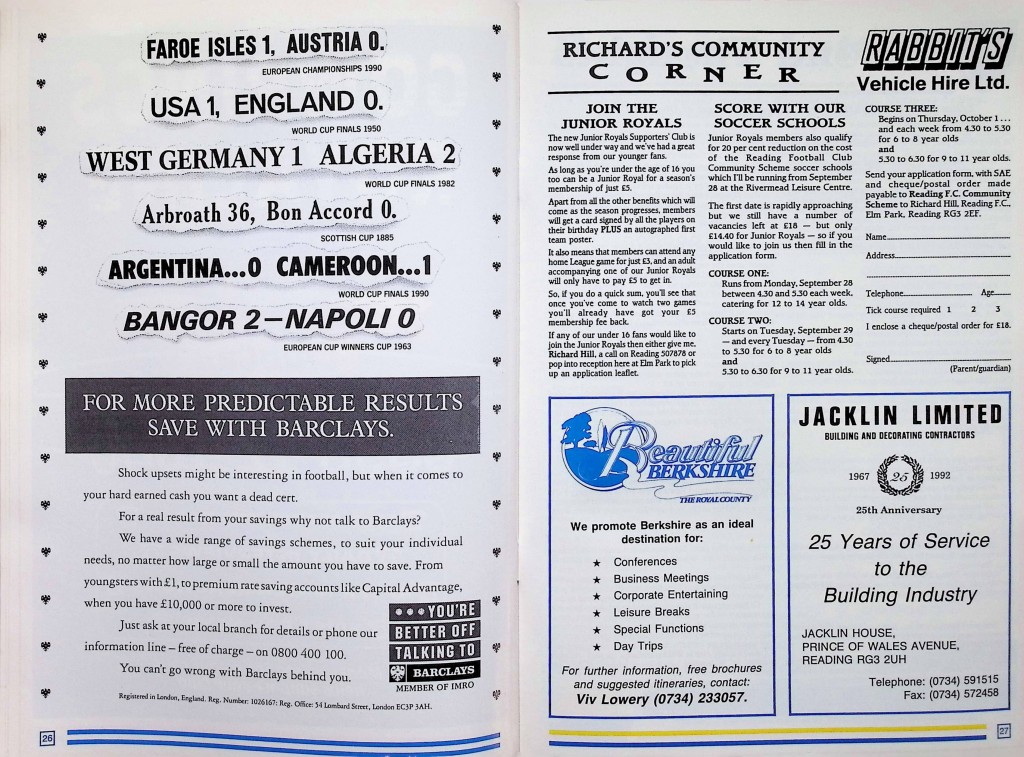 FAROE ISLES 1, AUSTRIA 0.
EUROPEAN CHAMPIONSHIPS 1990
USA 1, ENGLAND 0.
WORLD CUP FINALS 1950
WEST GERMANY 1 ALGERIA 2
WORLD CUP FINALS 1982
Arbroath 36, Bon Accord 0.
SCOTTISH CUP 1885
ARGENTINA...0 CAMEROON...1
WORLD CUP FINALS 1990
BANGOR 2 – NAPOLI 0
EUROPEAN CUP WINNERS CUP 1963
FOR MORE PREDICTABLE RESULTS
SAVE WITH BARCLAYS.
Shock upsets might be interesting in football, but when it comes to
your hard earned cash you want a dead cert.
For a real result from your savings why not talk to Barclays?
We have a wide range of savings schemes, to suit your individual
needs, no matter how large or small the amount you have to save. From
youngsters with £1, to premium rate saving accounts like Capital Advantage,
when you have £10,000 or more to invest.
Just ask at your local branch for details or phone our
information line – free of charge – on 0800 400 100.
You can't go wrong with Barclays behind you.
YOU'RE
BETTER OFF
TALKING TO
BARCLAYS
MEMBER OF IMRO
Registered in London, England. Reg. Number: 1026167: Reg. Office: 54 Lombard Street, London EC3P 3AH.
26
RICHARD'S COMMUNITY
CORNER
RABBIT'S
Vehicle Hire Ltd.
JOIN THE
JUNIOR ROYALS
The new Junior Royals Supporters' Club is
now well under way and we've had a great
response from our younger fans.
As long as you're under the age of 16 you
too can be a Junior Royal for a season's
membership of just £5.
Apart from all the other benefits which will
come as the season progresses, members
will get a card signed by all the players on
their birthday PLUS an autographed first
team poster.
It also means that members can attend any
home League game for just £3, and an adult
accompanying one of our Junior Royals
will only have to pay £5 to get in.
So, if you do a quick sum, you'll see that
once you've come to watch two games
you'll already have got your £5
membership fee back.
If any of our under 16 fans would like to
join the Junior Royals then either give me,
Richard Hill, a call on Reading 507878 or
pop into reception here at Elm Park to pick
up an application leaflet.
SCORE WITH OUR
SOCCER SCHOOLS
Junior Royals members also qualify
for 20 per cent reduction on the cost
of the Reading Football Club
Community Scheme soccer schools
which I'll be running from September
28 at the Rivermead Leisure Centre.
The first date is rapidly approaching
but we still have a number of
vacancies left at £18 — but only
£14.40 for Junior Royals — so if you
would like to join us then fill in the
application form.
COURSE ONE:
Runs from Monday, September 28
between 4.30 and 5.30 each week,
catering for 12 to 14 year olds.
COURSE TWO:
Starts on Tuesday, September 29
— and every Tuesday — from 4.30
to 5.30 for 6 to 8 year olds
and
5.30 to 6.30 for 9 to 11 year olds.
COURSE THREE:
Begins on Thursday, October 1 ...
and each week from 4.30 to 5.30
for 6 to 8 year olds
and
5.30 to 6.30 for 9 to 11 year olds.
Send your application form, with SAE
and cheque/postal order made
payable to Reading F.C. Community
Scheme to Richard Hill, Reading F.C.,
Elm Park, Reading RG3 2EF.
Name
Address
Telephone Age
Tick course required 1 2 3
I enclose a cheque/postal order for £18.
Signed
(Parent/guardian)
Beautiful
BERKSHIRE
THE ROYAL COUNTY
We promote Berkshire as an ideal
destination for:
★ Conferences
★ Business Meetings
★ Corporate Entertaining
★ Leisure Breaks
★ Special Functions
★ Day Trips
For further information, free brochures
and suggested itineraries, contact:
Viv Lowery (0734) 233057.
JACKLIN LIMITED
BUILDING AND DECORATING CONTRACTORS
1967 25 1992
25th Anniversary
25 Years of Service
to the
Building Industry
JACKLIN HOUSE,
PRINCE OF WALES AVENUE,
READING RG3 2UH
Telephone: (0734) 591515
Fax: (0734) 572458
27